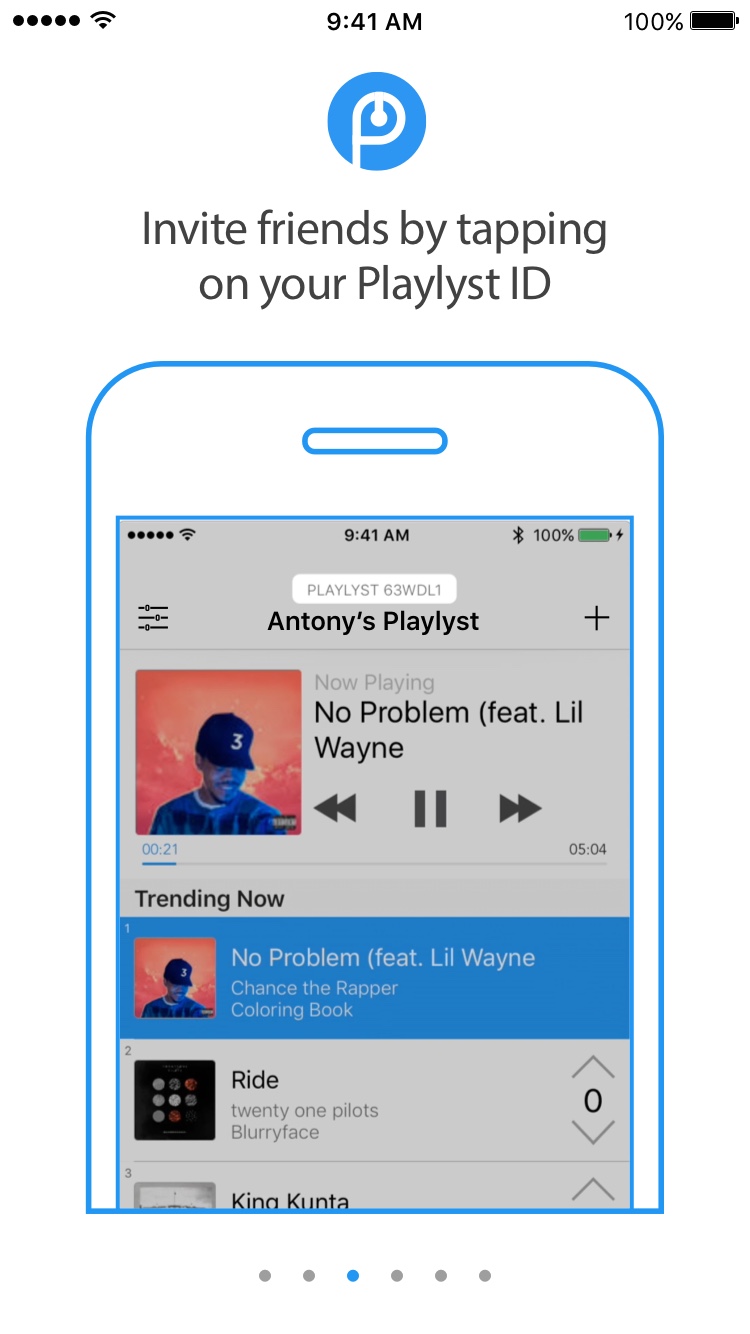 9:41 AM
100%
Invite friends by tapping
on your Playlyst ID
9:41 AM
100%
PLAYLYST 63WDL1
Antony’s Playlyst
Now Playing
No Problem (feat. Lil
Wayne
3
00:21
05:04
Trending Now
1
No Problem (feat. Lil Wayne
Chance the Rapper
Coloring Book
3
2
Ride
twenty one pilots
Blurryface
0
3
King Kunta